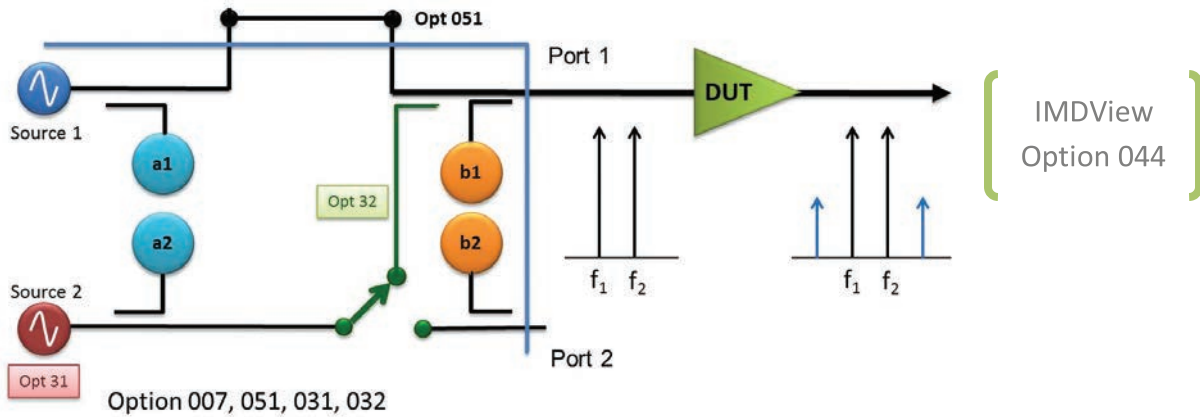 Opt 051
Port 1
Source 1
DUT
a1
b1
IMDView
Option 044
Opt 32
a2
b2
f1 f2
f1 f2
Source 2
Port 2
Opt 31
Option 007, 051, 031, 032